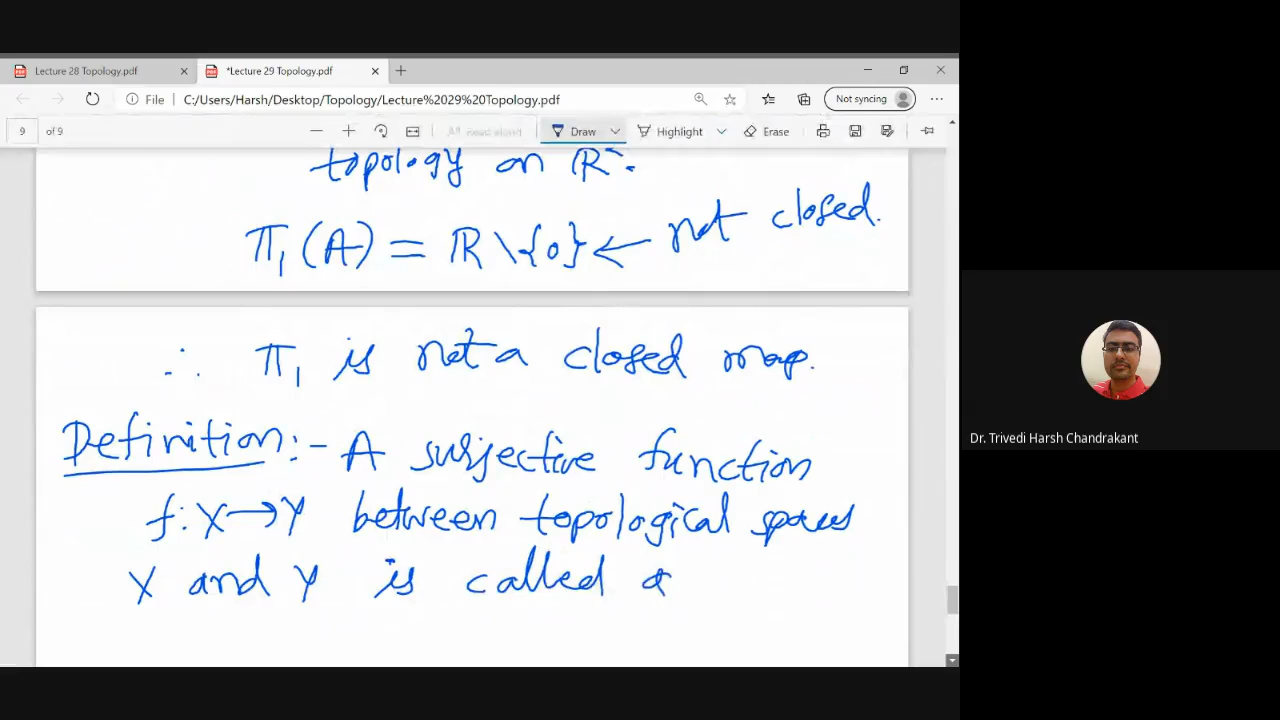 Lecture 28 Topology.pdf
*Lecture 29 Topology.pdf
File
C:/Users/Harsh/Desktop/Topology/Lecture%2029%20Topology.pdf
Not syncing
9 of 9
Read aloud
Draw
Highlight
Erase
topology on ℝ².
π₁(A) = ℝ\{0} ← not closed.
∴ π₁ is not a closed map.
Definition:- A surjective function
f: X→Y between topological spaces
X and Y is called a
Dr. Trivedi Harsh Chandrakant